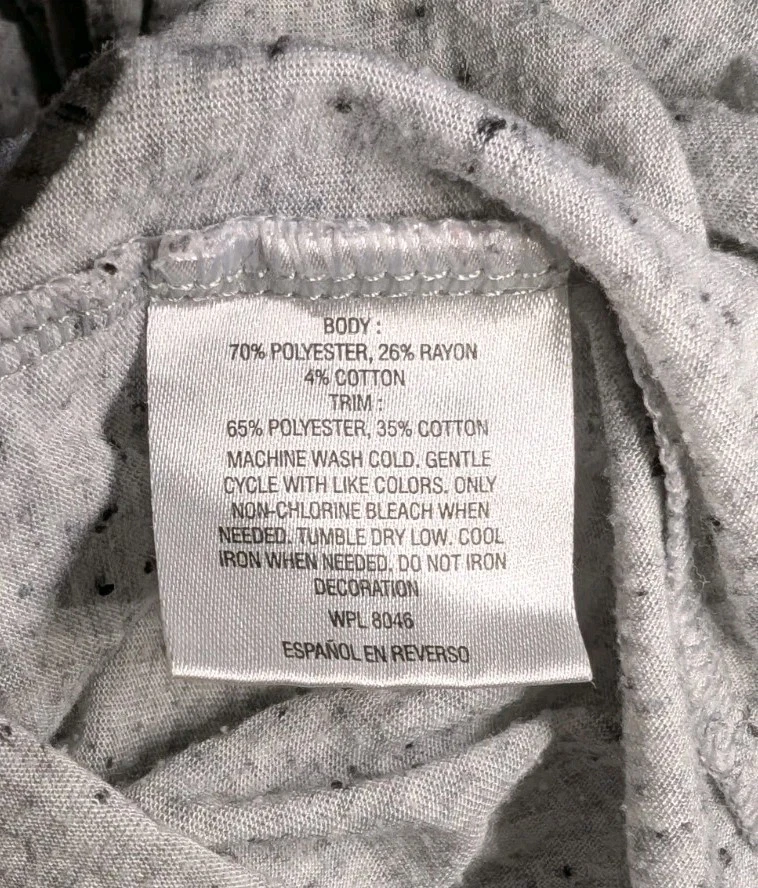 BODY :
70% POLYESTER, 26% RAYON
4% COTTON
TRIM :
65% POLYESTER, 35% COTTON
MACHINE WASH COLD. GENTLE
CYCLE WITH LIKE COLORS. ONLY
NON-CHLORINE BLEACH WHEN
NEEDED. TUMBLE DRY LOW. COOL
IRON WHEN NEEDED. DO NOT IRON
DECORATION
WPL 8046
ESPAÑOL EN REVERSO